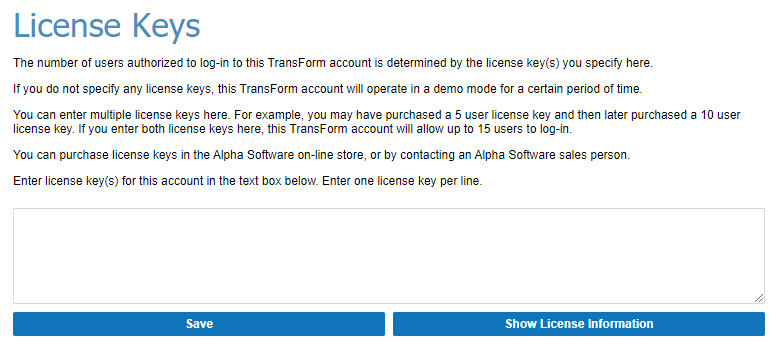 License Keys
The number of users authorized to log-in to this TransForm account is determined by the license key(s) you specify here.
If you do not specify any license keys, this TransForm account will operate in a demo mode for a certain period of time.
You can enter multiple license keys here. For example, you may have purchased a 5 user license key and then later purchased a 10 user
license key. If you enter both license keys here, this TransForm account will allow up to 15 users to log-in.
You can purchase license keys in the Alpha Software on-line store, or by contacting an Alpha Software sales person.
Enter license key(s) for this account in the text box below. Enter one license key per line.
Save
Show License Information